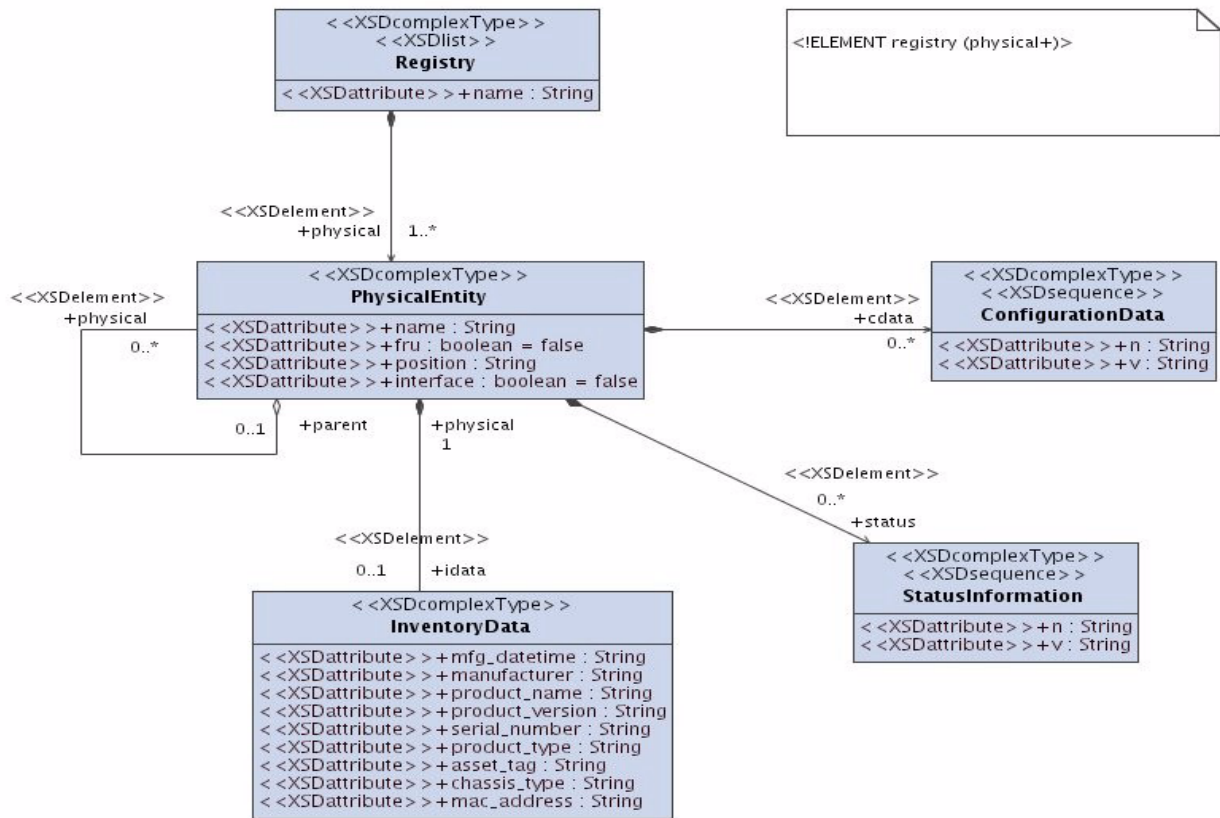 <<XSDcomplexType>>
<<XSDlist>>
Registry
<<XSDattribute>>+name : String
<!ELEMENT registry (physical+)>
<<XSDelement>>
+physical
1..*
<<XSDcomplexType>>
PhysicalEntity
<<XSDattribute>>+name : String
<<XSDattribute>>+fru : boolean = false
<<XSDattribute>>+position : String
<<XSDattribute>>+interface : boolean = false
<<XSDelement>>
+physical
0..*
0..1
+parent
<<XSDelement>>
+cdata
0..*
<<XSDcomplexType>>
<<XSDsequence>>
ConfigurationData
<<XSDattribute>>+n : String
<<XSDattribute>>+v : String
+physical
1
<<XSDelement>>
0..1
+idata
<<XSDelement>>
0..*
+status
<<XSDcomplexType>>
<<XSDsequence>>
StatusInformation
<<XSDattribute>>+n : String
<<XSDattribute>>+v : String
<<XSDcomplexType>>
InventoryData
<<XSDattribute>>+mfg_datetime : String
<<XSDattribute>>+manufacturer : String
<<XSDattribute>>+product_name : String
<<XSDattribute>>+product_version : String
<<XSDattribute>>+serial_number : String
<<XSDattribute>>+product_type : String
<<XSDattribute>>+asset_tag : String
<<XSDattribute>>+chassis_type : String
<<XSDattribute>>+mac_address : String